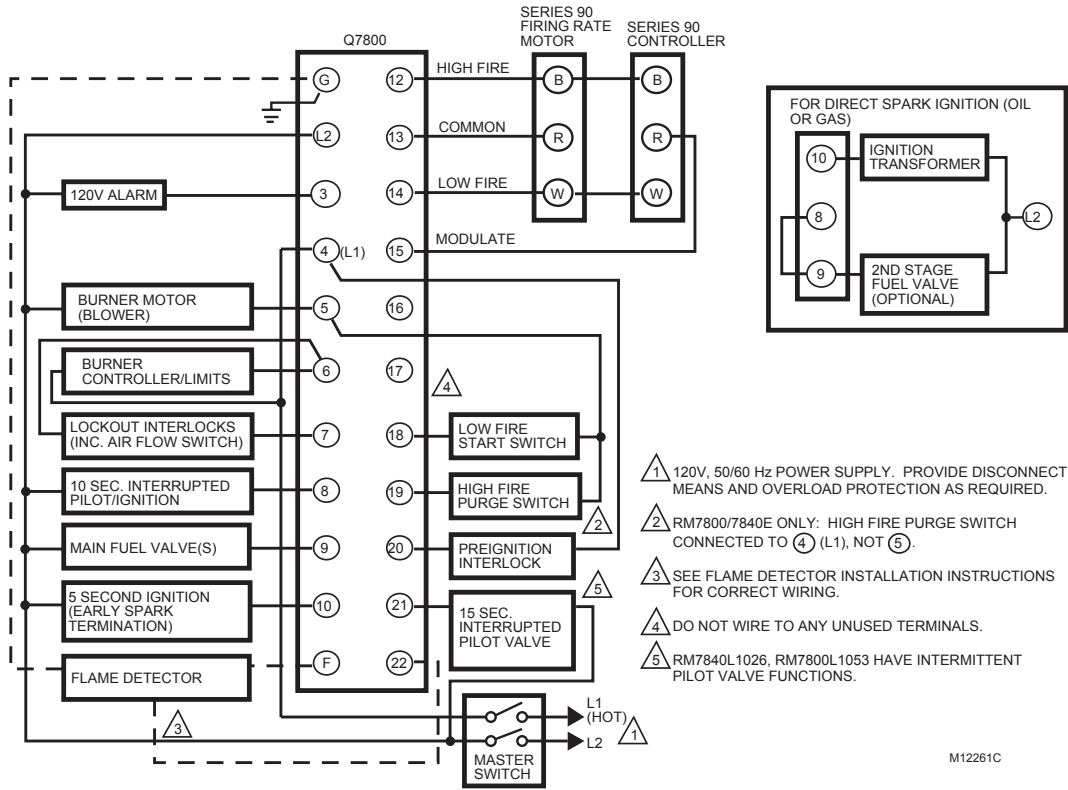 SERIES 90
FIRING RATE
MOTOR
SERIES 90
CONTROLLER
Q7800
G
12
HIGH FIRE
B
B
L2
13
COMMON
R
R
120V ALARM
3
14
LOW FIRE
W
W
4
(L1)
15
MODULATE
BURNER MOTOR
(BLOWER)
5
16
BURNER
CONTROLLER/LIMITS
6
17
4
LOCKOUT INTERLOCKS
(INC. AIR FLOW SWITCH)
7
18
LOW FIRE
START SWITCH
10 SEC. INTERRUPTED
PILOT/IGNITION
8
19
HIGH FIRE
PURGE SWITCH
2
MAIN FUEL VALVE(S)
9
20
PREIGNITION
INTERLOCK
5
5 SECOND IGNITION
(EARLY SPARK
TERMINATION)
10
21
15 SEC.
INTERRUPTED
PILOT VALVE
FLAME DETECTOR
F
22
3
L1
(HOT)
1
L2
MASTER
SWITCH
FOR DIRECT SPARK IGNITION (OIL
OR GAS)
10
IGNITION
TRANSFORMER
8
L2
9
2ND STAGE
FUEL VALVE
(OPTIONAL)
1 120V, 50/60 Hz POWER SUPPLY. PROVIDE DISCONNECT
MEANS AND OVERLOAD PROTECTION AS REQUIRED.
2 RM7800/7840E ONLY: HIGH FIRE PURGE SWITCH
CONNECTED TO 4 (L1), NOT 5.
3 SEE FLAME DETECTOR INSTALLATION INSTRUCTIONS
FOR CORRECT WIRING.
4 DO NOT WIRE TO ANY UNUSED TERMINALS.
5 RM7840L1026, RM7800L1053 HAVE INTERMITTENT
PILOT VALVE FUNCTIONS.
M12261C